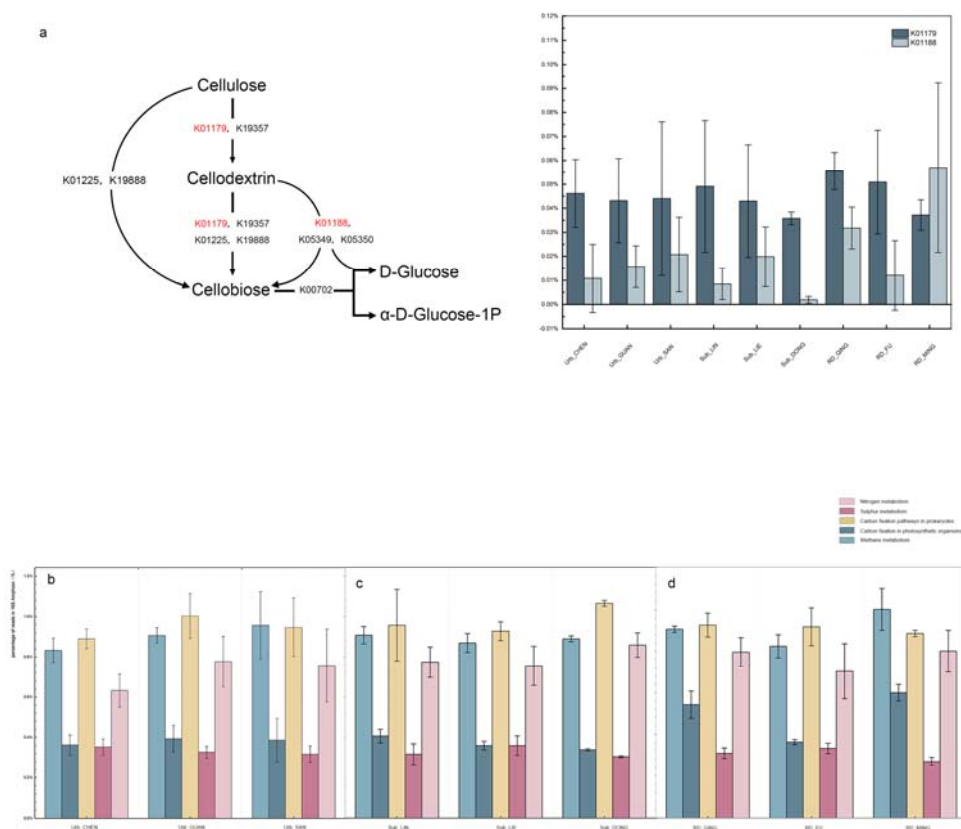 a
Cellulose
K01179, K19357
K01225, K19888
Cellodextrin
K01179, K19357
K01225, K19888
K01188,
K05349, K05350
Cellobiose
K00702
D-Glucose
α-D-Glucose-1P
0.12%
0.11%
0.10%
0.09%
0.08%
0.07%
0.06%
0.05%
0.04%
0.03%
0.02%
0.01%
0.00%
-0.01%
K01179
K01188
Urb_CHEN
Urb_GUAN
Urb_SAN
Sub_LIN
Sub_LIE
Sub_DONG
RD_QING
RD_FU
RD_MING
Nitrogen metabolism
Sulphur metabolism
Carbon fixation pathways in prokaryotes
Carbon fixation in photosynthetic organisms
Methane metabolism
b
c
d
Urb_CHEN
Urb_GUAN
Urb_SAN
Sub_LIN
Sub_LIE
Sub_DONG
RD_QING
RD_FU
RD_MING